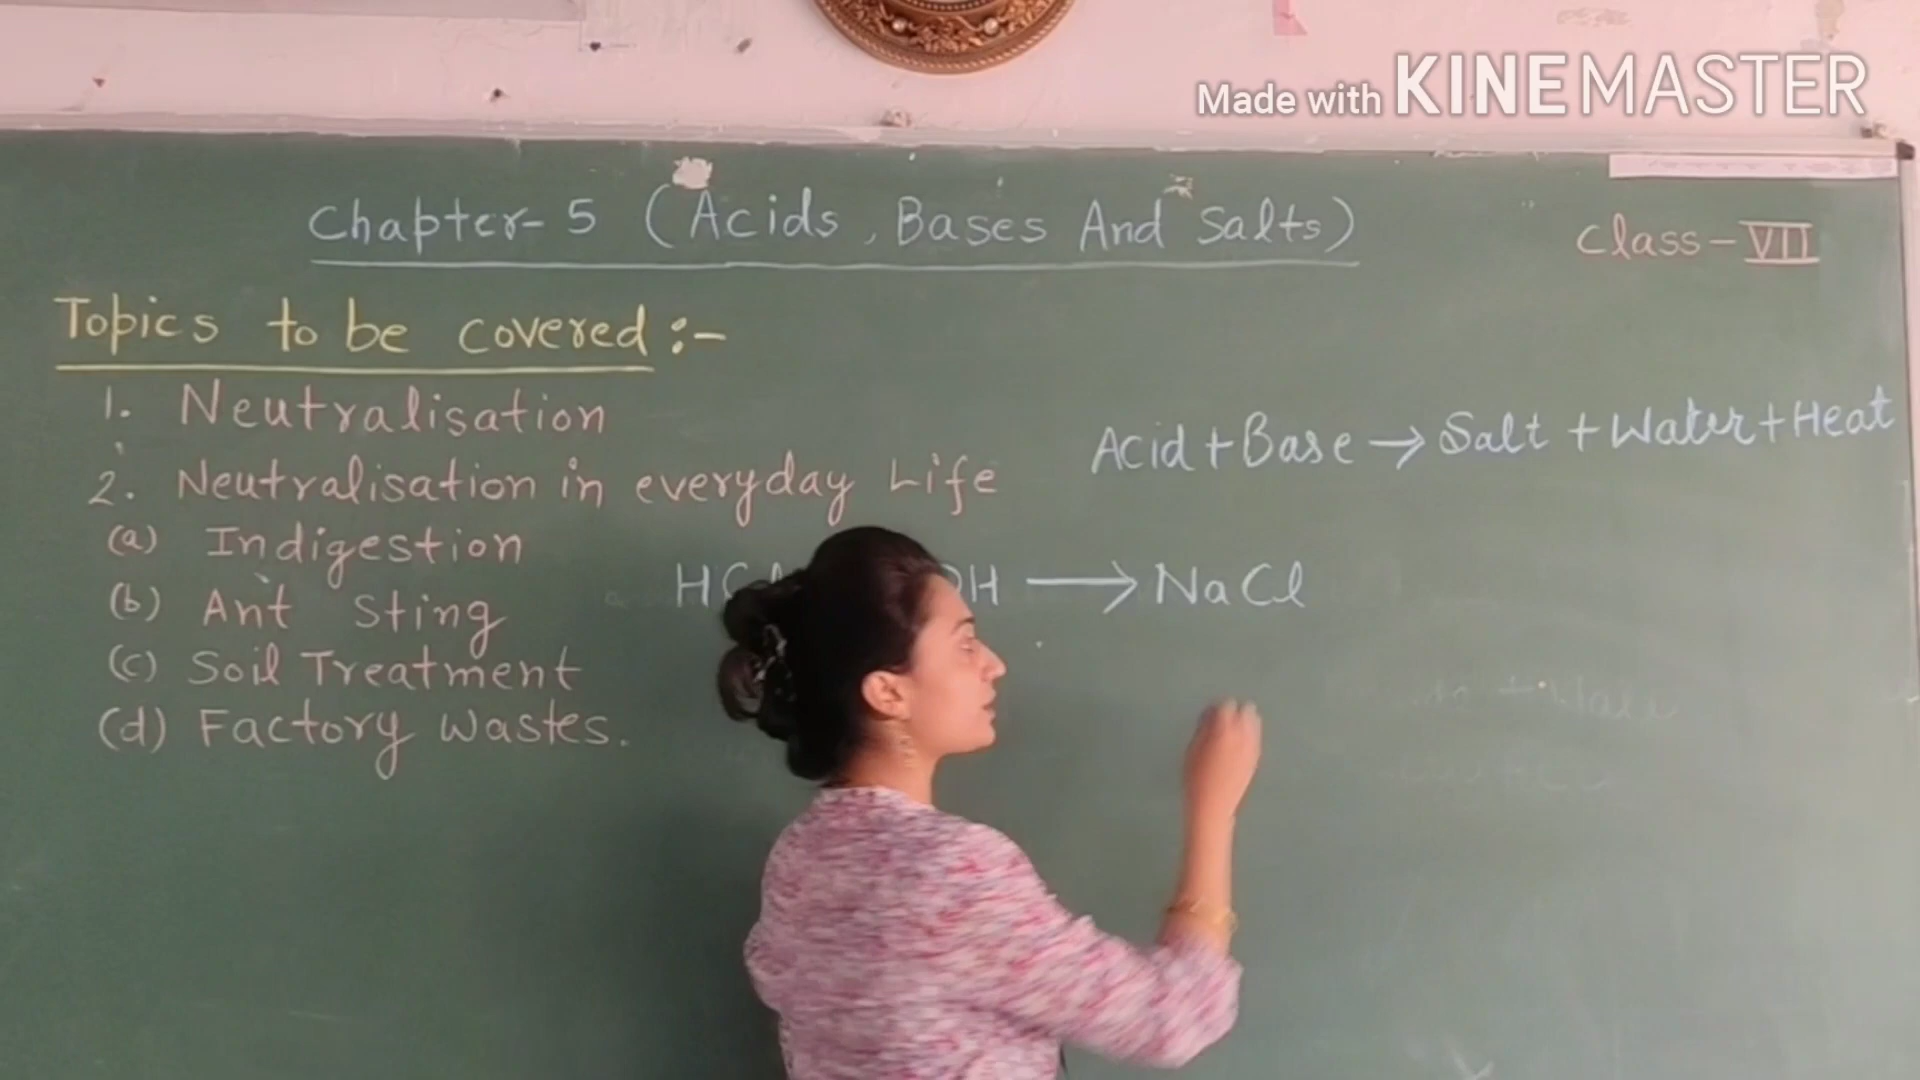 Made with KINEMASTER
Chapter-5 (Acids, Bases And Salts)
Class-VII
Topics to be covered:-
1. Neutralisation
Acid+Base→Salt+Water+Heat
2. Neutralisation in everyday Life
(a) Indigestion
OH → NaCl
(b) Ant Sting
(c) Soil Treatment
(d) Factory Wastes.